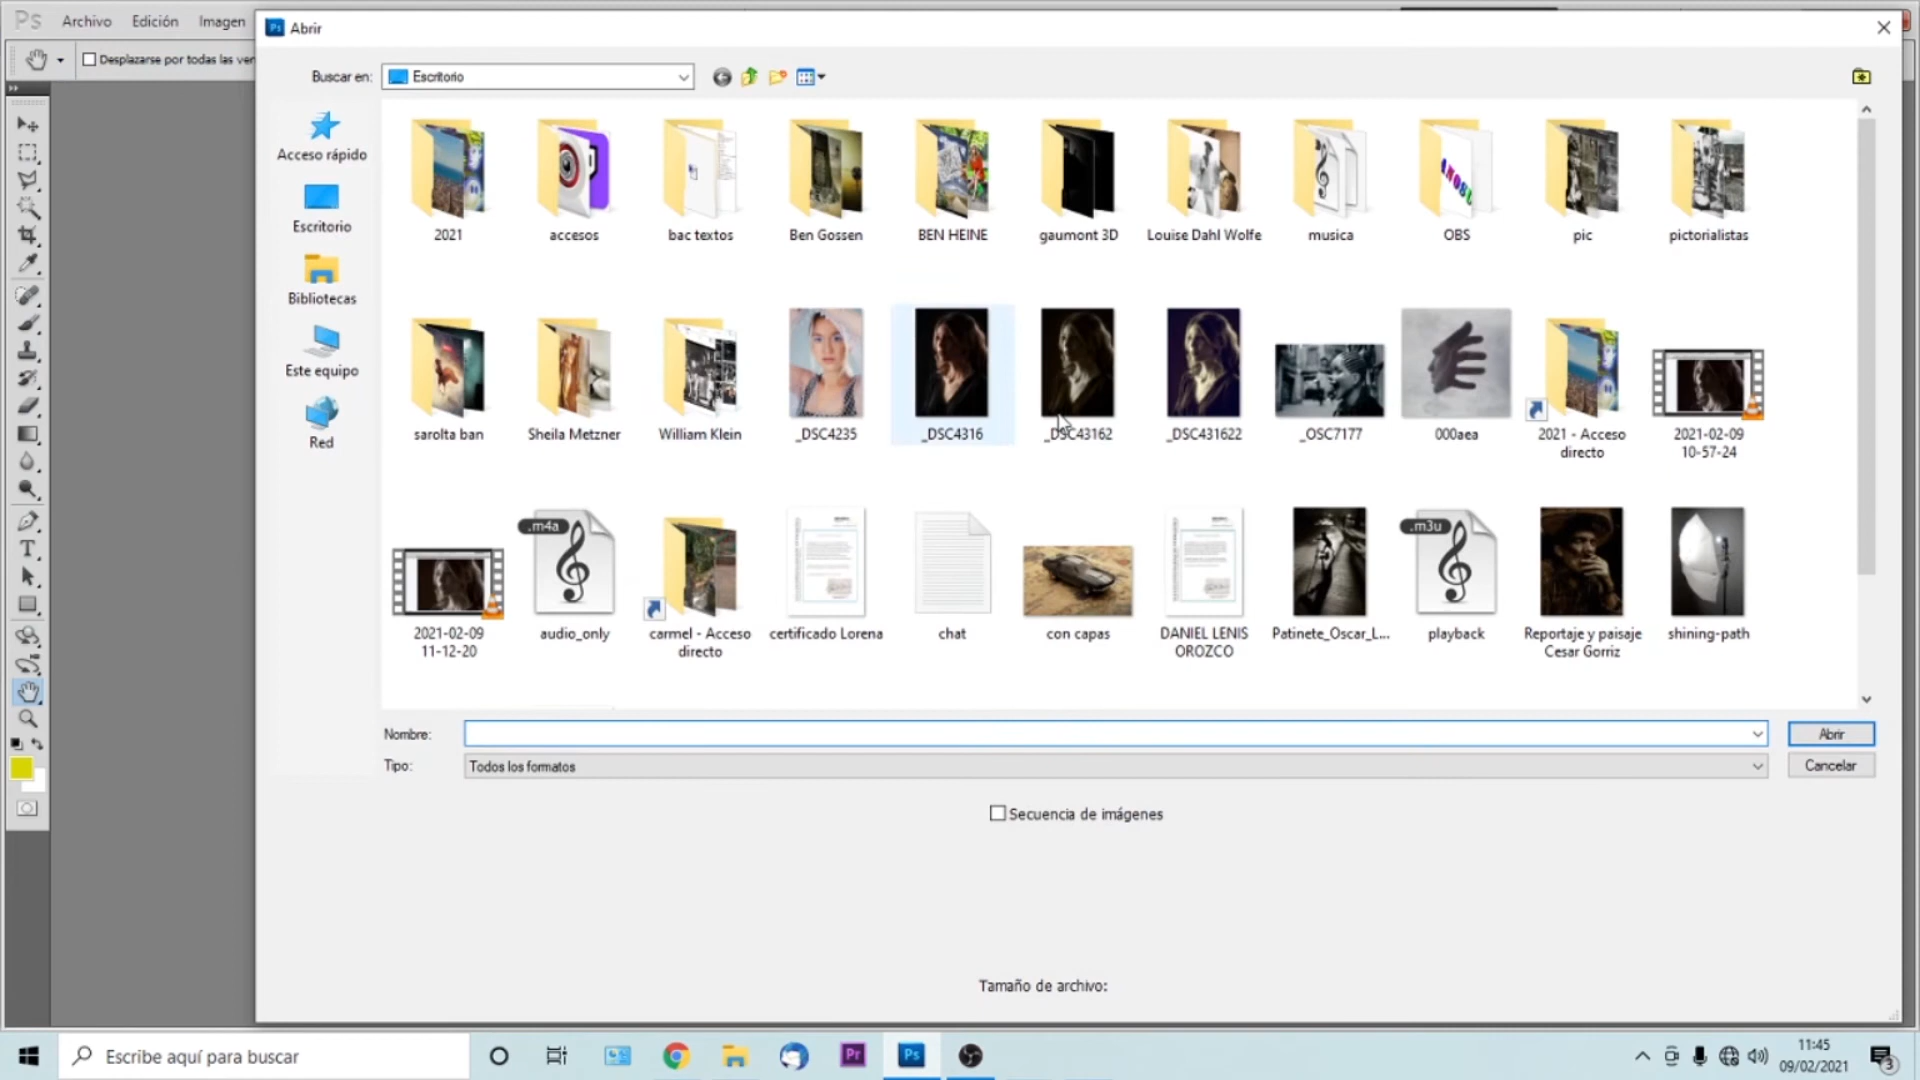 Ps Archivo Edición Imagen
Abrir
Desplazarse por todas las ven
Buscar en: Escritorio
Acceso rápido
Escritorio
Bibliotecas
Este equipo
Red
2021 accesos bac textos Ben Gossen BEN HEINE gaumont 3D Louise Dahl Wolfe musica OBS pic pictorialistas
sarolta ban Sheila Metzner William Klein _DSC4235 _DSC4316 _DSC43162 _DSC431622 _OSC7177 000aea 2021 - Acceso directo 2021-02-09 10-57-24
.m4a .m3u
2021-02-09 11-12-20 audio_only carmel - Acceso directo certificado Lorena chat con capas DANIEL LENIS OROZCO Patinete_Oscar_L... playback Reportaje y paisaje Cesar Gorriz shining-path
Nombre: Abrir
Tipo: Todos los formatos Cancelar
Secuencia de imágenes
Tamaño de archivo:
Escribe aquí para buscar
Pr Ps
11:45
09/02/2021
3